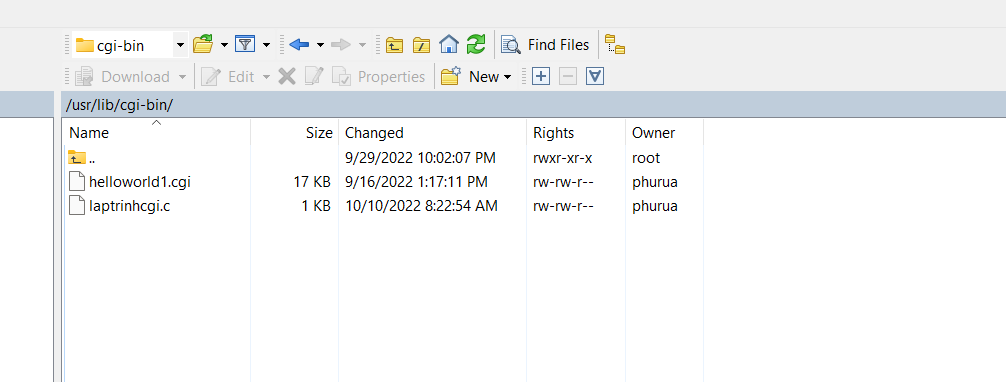 cgi-bin Find Files
Download Edit Properties New
/usr/lib/cgi-bin/
Name Size Changed Rights Owner
.. 9/29/2022 10:02:07 PM rwxr-xr-x root
helloworld1.cgi 17 KB 9/16/2022 1:17:11 PM rw-rw-r-- phurua
laptrinhcgi.c 1 KB 10/10/2022 8:22:54 AM rw-rw-r-- phurua